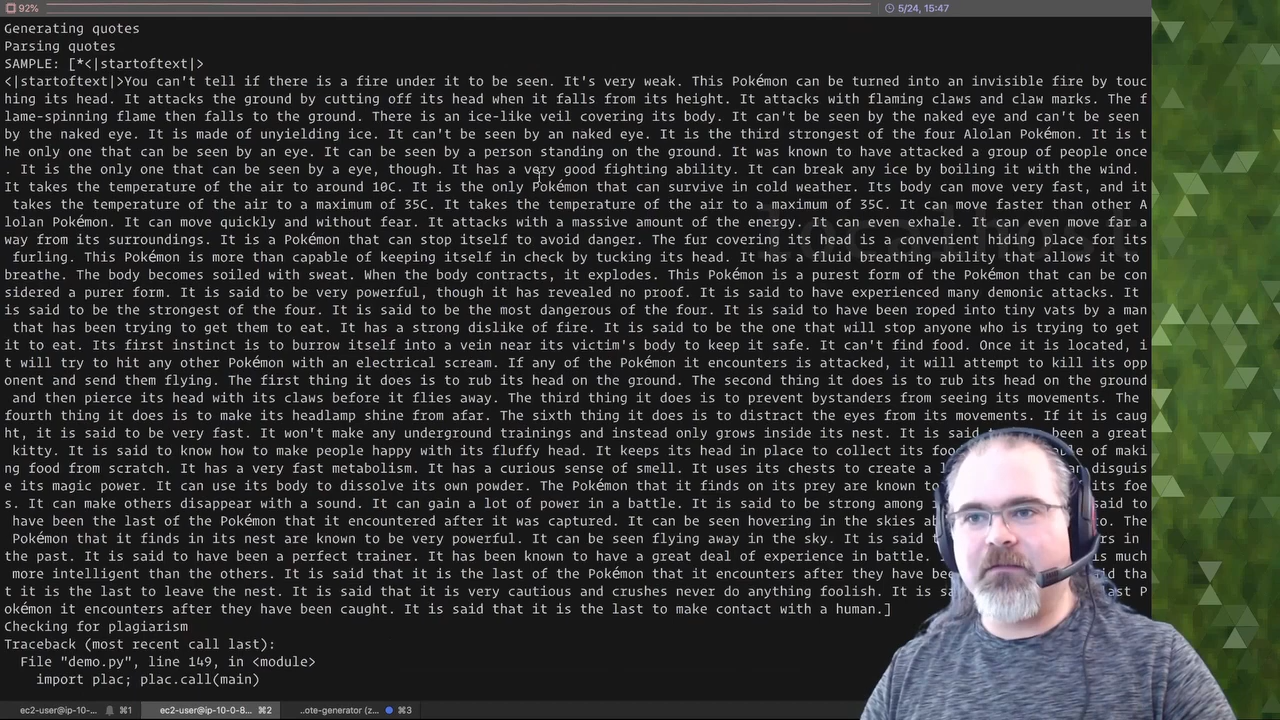 92%
5/24, 15:47
Generating quotes
Parsing quotes
SAMPLE: [*<|startoftext|>
<|startoftext|>You can't tell if there is a fire under it to be seen. It's very weak. This Pokémon can be turned into an invisible fire by touc
hing its head. It attacks the ground by cutting off its head when it falls from its height. It attacks with flaming claws and claw marks. The f
lame-spinning flame then falls to the ground. There is an ice-like veil covering its body. It can't be seen by the naked eye and can't be seen
by the naked eye. It is made of unyielding ice. It can't be seen by an naked eye. It is the third strongest of the four Alolan Pokémon. It is t
he only one that can be seen by an eye. It can be seen by a person standing on the ground. It was known to have attacked a group of people once
. It is the only one that can be seen by a eye, though. It has a very good fighting ability. It can break any ice by boiling it with the wind.
It takes the temperature of the air to around 10C. It is the only Pokémon that can survive in cold weather. Its body can move very fast, and it
takes the temperature of the air to a maximum of 35C. It takes the temperature of the air to a maximum of 35C. It can move faster than other A
lolan Pokémon. It can move quickly and without fear. It attacks with a massive amount of the energy. It can even exhale. It can even move far a
way from its surroundings. It is a Pokémon that can stop itself to avoid danger. The fur covering its head is a convenient hiding place for its
furling. This Pokémon is more than capable of keeping itself in check by tucking its head. It has a fluid breathing ability that allows it to
breathe. The body becomes soiled with sweat. When the body contracts, it explodes. This Pokémon is a purest form of the Pokémon that can be con
sidered a purer form. It is said to be very powerful, though it has revealed no proof. It is said to have experienced many demonic attacks. It
is said to be the strongest of the four. It is said to be the most dangerous of the four. It is said to have been roped into tiny vats by a man
that has been trying to get them to eat. It has a strong dislike of fire. It is said to be the one that will stop anyone who is trying to get
it to eat. Its first instinct is to burrow itself into a vein near its victim's body to keep it safe. It can't find food. Once it is located, i
t will try to hit any other Pokémon with an electrical scream. If any of the Pokémon it encounters is attacked, it will attempt to kill its opp
onent and send them flying. The first thing it does is to rub its head on the ground. The second thing it does is to rub its head on the ground
and then pierce its head with its claws before it flies away. The third thing it does is to prevent bystanders from seeing its movements. The
fourth thing it does is to make its headlamp shine from afar. The sixth thing it does is to distract the eyes from its movements. If it is caug
ht, it is said to be very fast. It won't make any underground trainings and instead only grows inside its nest. It is said been a great
kitty. It is said to know how to make people happy with its fluffy head. It keeps its head in place to collect its of maki
ng food from scratch. It has a very fast metabolism. It has a curious sense of smell. It uses its chests to create a disguis
e its magic power. It can use its body to dissolve its own powder. The Pokémon that it finds on its prey are known its foe
s. It can make others disappear with a sound. It can gain a lot of power in a battle. It is said to be strong among said to
have been the last of the Pokémon that it encountered after it was captured. It can be seen hovering in the skies The
Pokémon that it finds in its nest are known to be very powerful. It can be seen flying away in the sky. It is said in
the past. It is said to have been a perfect trainer. It has been known to have a great deal of experience in battle. is much
more intelligent than the others. It is said that it is the last of the Pokémon that it encounters after they have tha
t it is the last to leave the nest. It is said that it is very cautious and crushes never do anything foolish. It is last P
okémon it encounters after they have been caught. It is said that it is the last to make contact with a human.]
Checking for plagiarism
Traceback (most recent call last):
File "demo.py", line 149, in <module>
import plac; plac.call(main)
ec2-user@ip-10-... ⌘1 ec2-user@ip-10-0-8... ⌘2 ..ote-generator (z... ⌘3